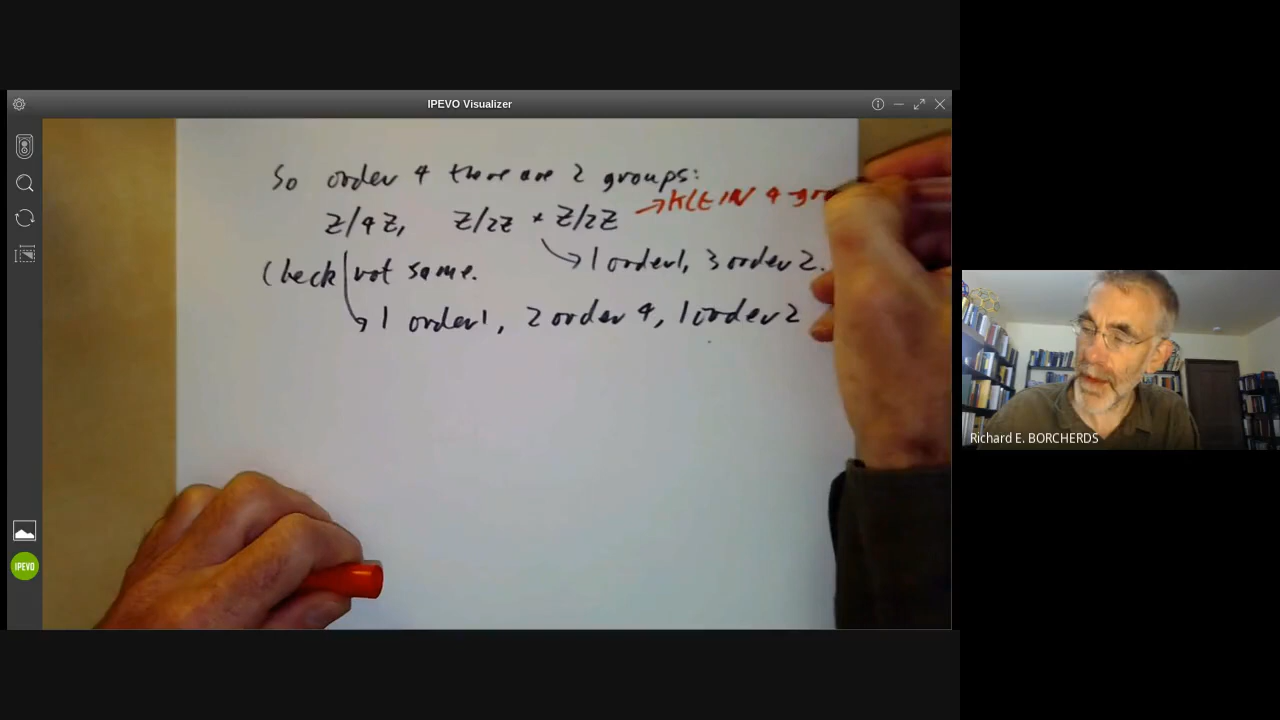 IPEVO Visualizer
So order 4 there are 2 groups:
Z/4Z, Z/2Z × Z/2Z → KLEIN 4-gro
→ 1 order 1, 3 order 2.
Check not same.
→ 1 order 1, 2 order 4, 1 order 2
IPEVO
Richard E. BORCHERDS